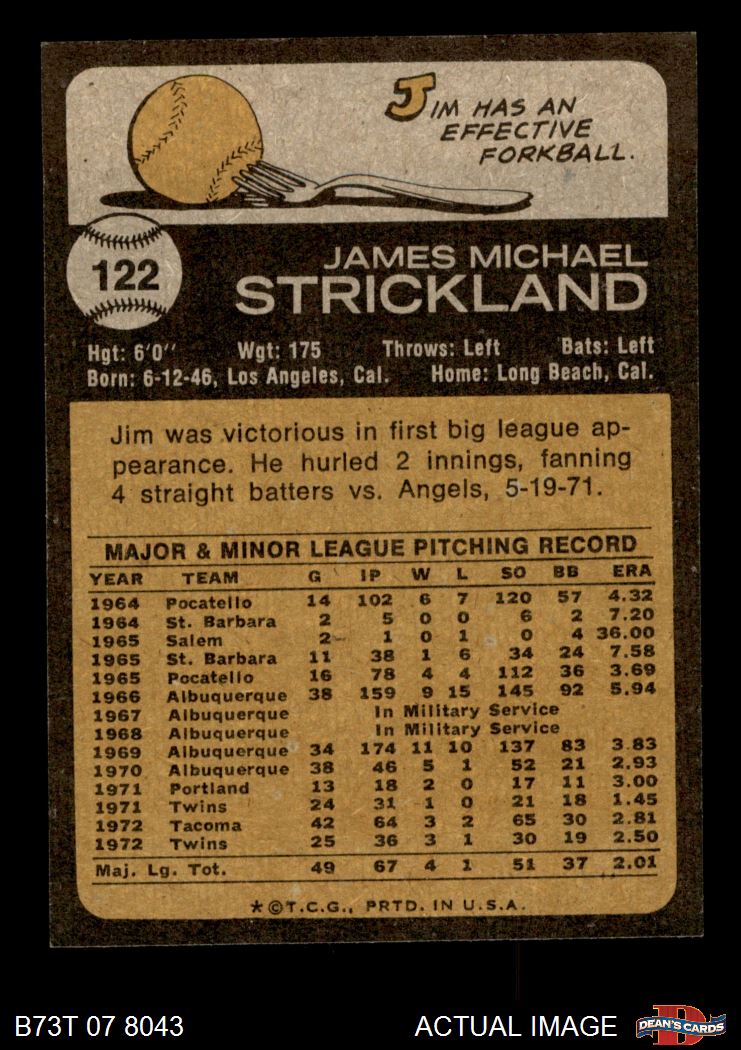 JIM HAS AN
EFFECTIVE
FORKBALL.
122
JAMES MICHAEL
STRICKLAND
Hgt: 6'0" Wgt: 175 Throws: Left Bats: Left
Born: 6-12-46, Los Angeles, Cal. Home: Long Beach, Cal.
Jim was victorious in first big league ap-
pearance. He hurled 2 innings, fanning
4 straight batters vs. Angels, 5-19-71.
MAJOR & MINOR LEAGUE PITCHING RECORD
YEAR TEAM G IP W L SO BB ERA
1964 Pocatello 14 102 6 7 120 57 4.32
1964 St. Barbara 2 5 0 0 6 2 7.20
1965 Salem 2 1 0 1 0 4 36.00
1965 St. Barbara 11 38 1 6 34 24 7.58
1965 Pocatello 16 78 4 4 112 36 3.69
1966 Albuquerque 38 159 9 15 145 92 5.94
1967 Albuquerque In Military Service
1968 Albuquerque In Military Service
1969 Albuquerque 34 174 11 10 137 83 3.83
1970 Albuquerque 38 46 5 1 52 21 2.93
1971 Portland 13 18 2 0 17 11 3.00
1971 Twins 24 31 1 0 21 18 1.45
1972 Tacoma 42 64 3 2 65 30 2.81
1972 Twins 25 36 3 1 30 19 2.50
Maj. Lg. Tot. 49 67 4 1 51 37 2.01
* © T.C.G., PRTD. IN U.S.A.
B73T 07 8043 ACTUAL IMAGE DEAN'S CARDS